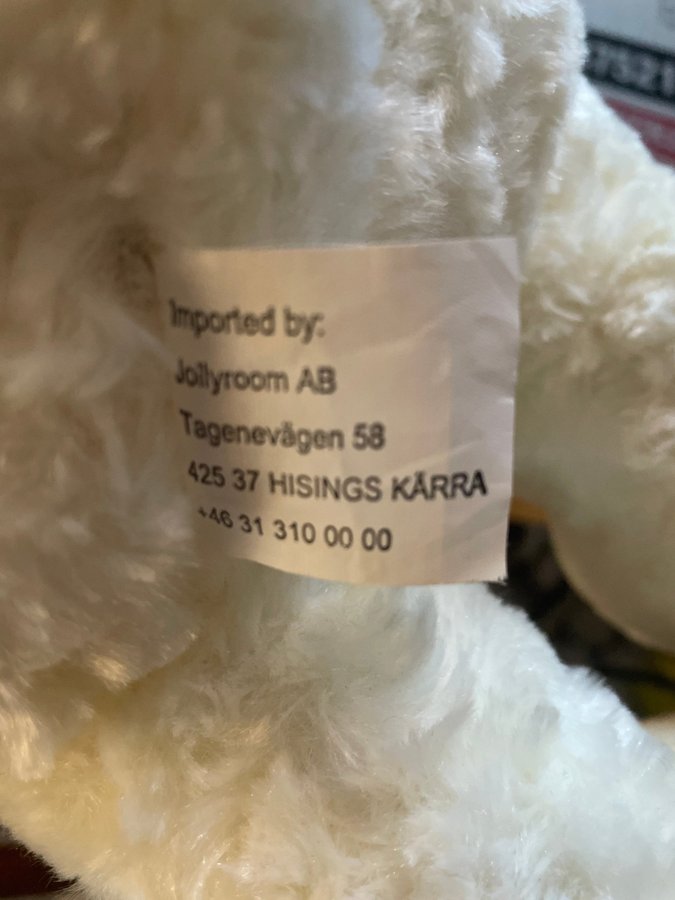 Imported by:
Jollyroom AB
Tagenevägen 58
425 37 HISINGS KÄRRA
+46 31 310 00 00